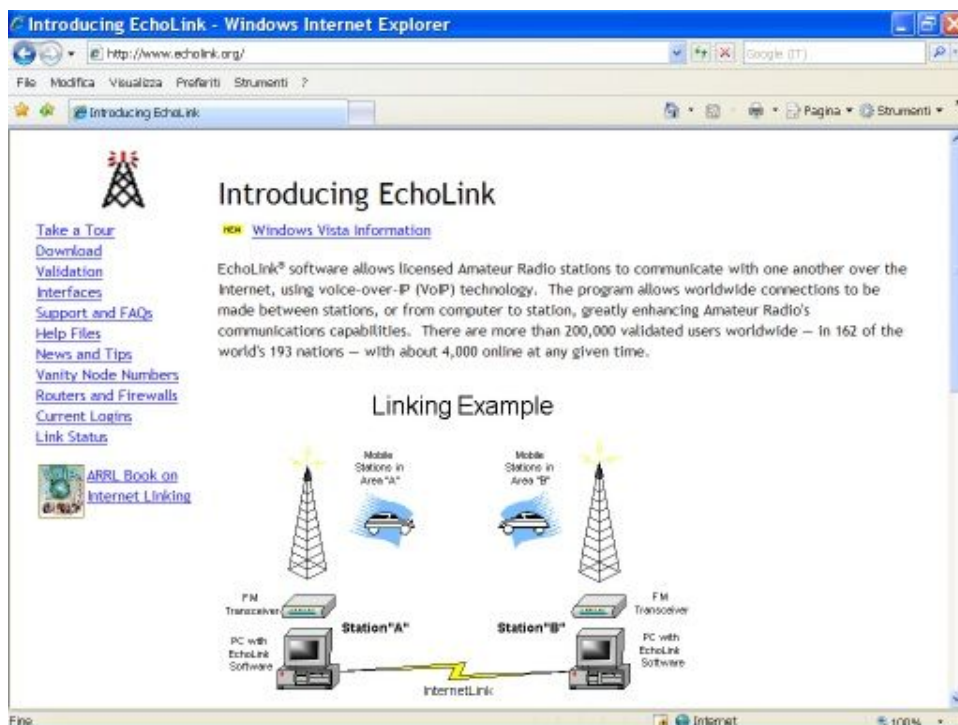 Introducing EchoLink - Windows Internet Explorer
http://www.echolink.org/
Google (IT)
File Modifica Visualizza Preferiti Strumenti ?
Introducing EchoLink
Pagina Strumenti
Introducing EchoLink
NEW Windows Vista Information
Take a Tour
Download
Validation
Interfaces
Support and FAQs
Help Files
News and Tips
Vanity Node Numbers
Routers and Firewalls
Current Logins
Link Status
ARRL Book on
Internet Linking
EchoLink® software allows licensed Amateur Radio stations to communicate with one another over the
Internet, using voice-over-IP (VoIP) technology. The program allows worldwide connections to be
made between stations, or from computer to station, greatly enhancing Amateur Radio's
communications capabilities. There are more than 200,000 validated users worldwide — in 162 of the
world's 193 nations — with about 4,000 online at any given time.
Linking Example
Mobile
Stations in
Area "A"
Mobile
Stations in
Area "B"
FM
Transceiver
Station"A"
PC with
EchoLink
Software
FM
Transceiver
Station"B"
PC with
EchoLink
Software
InternetLink
Fine
Internet
100%